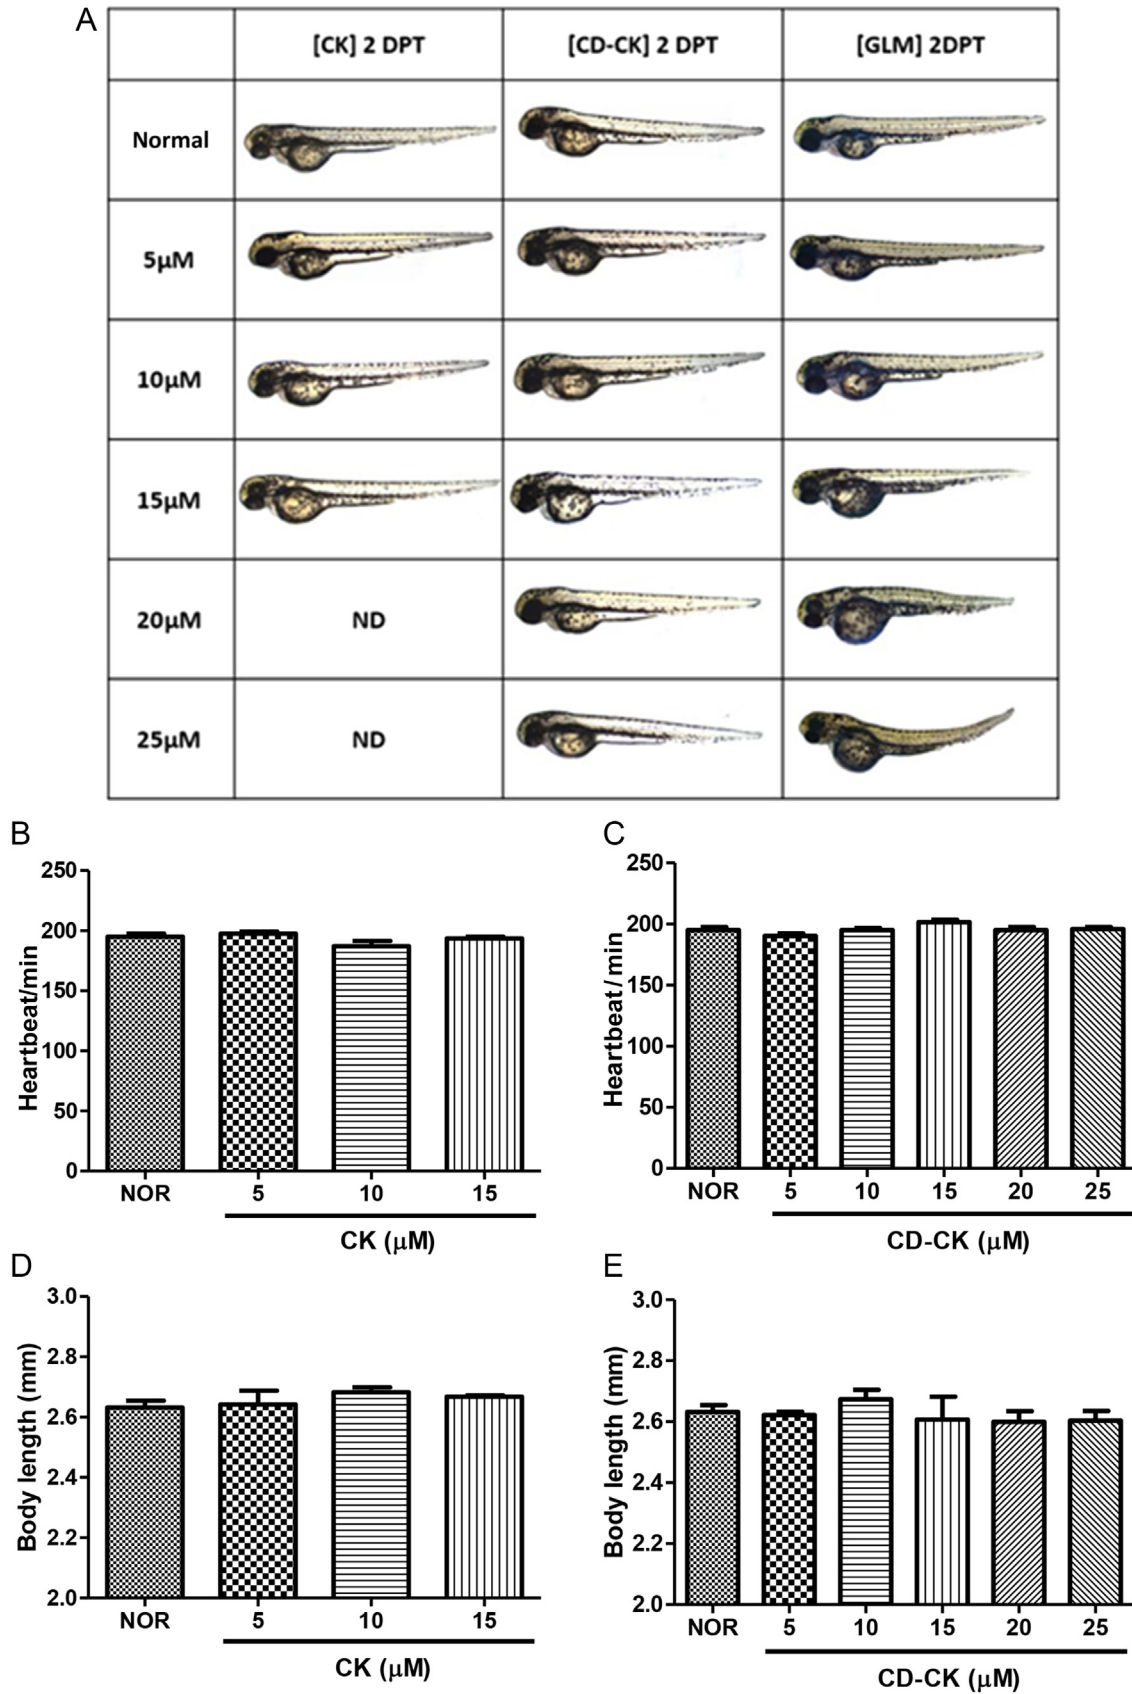 A
[CK] 2 DPT [CD-CK] 2 DPT [GLM] 2DPT
Normal
5μM
10μM
15μM
20μM ND
25μM ND
B
250
200
150
100
50
0
Heartbeat/min
NOR 5 10 15
CK (μM)
C
250
200
150
100
50
0
Heartbeat/min
NOR 5 10 15 20 25
CD-CK (μM)
D
3.0
2.8
2.6
2.4
2.2
2.0
Body length (mm)
NOR 5 10 15
CK (μM)
E
3.0
2.8
2.6
2.4
2.2
2.0
Body length (mm)
NOR 5 10 15 20 25
CD-CK (μM)